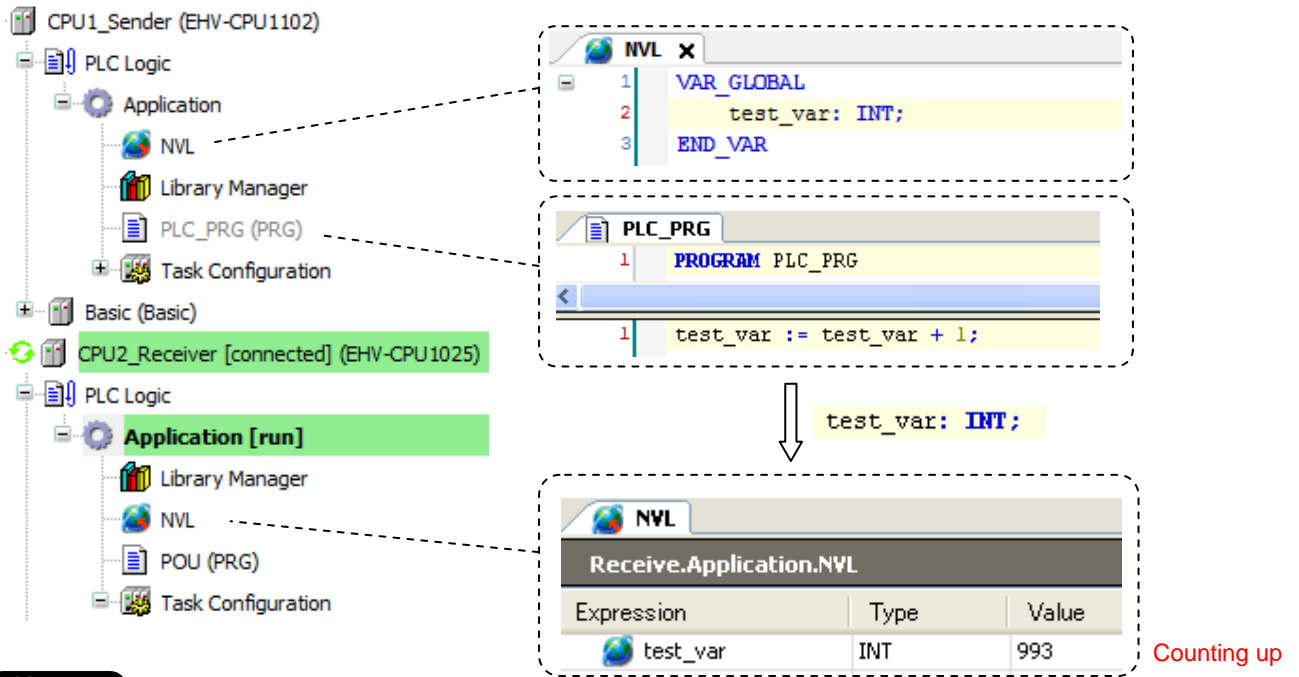 CPU1_Sender (EHV-CPU1102)
PLC Logic
Application
NVL
Library Manager
PLC_PRG (PRG)
Task Configuration
Basic (Basic)
CPU2_Receiver [connected] (EHV-CPU1025)
PLC Logic
Application [run]
Library Manager
NVL
POU (PRG)
Task Configuration
NVL
1 VAR_GLOBAL
2 test_var: INT;
3 END_VAR
PLC_PRG
1 PROGRAM PLC_PRG
1 test_var := test_var + 1;
test_var: INT;
NVL
Receive.Application.NVL
Expression Type Value
test_var INT 993
Counting up